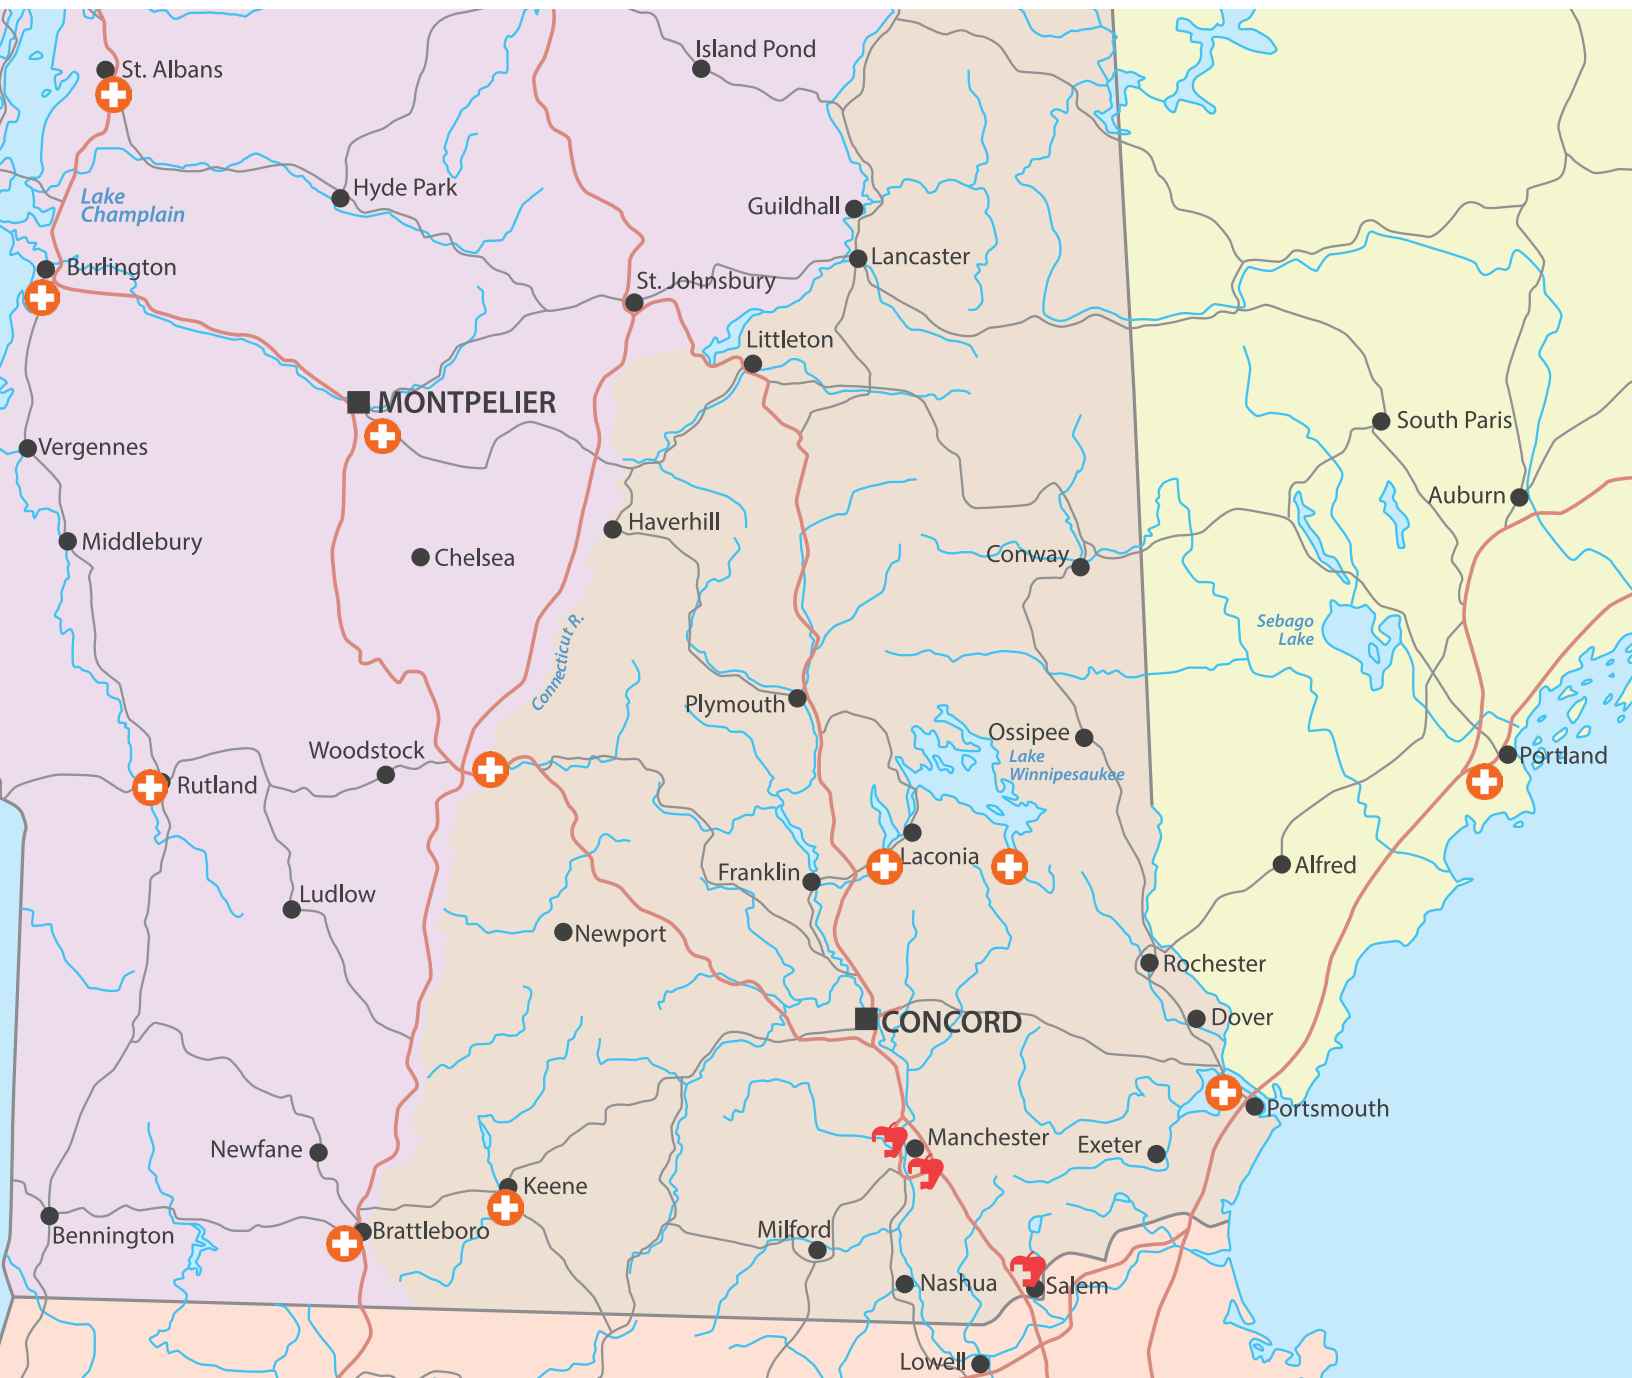 Island Pond
St. Albans
Hyde Park
Lake
Champlain
Guildhall
Burlington
Lancaster
St. Johnsbury
Littleton
MONTPELIER
South Paris
Vergennes
Auburn
Haverhill
Middlebury
Conway
Chelsea
Connecticut R.
Sebago
Lake
Plymouth
Ossipee
Woodstock
Lake
Winnipesaukee
Portland
Rutland
Laconia
Franklin
Alfred
Ludlow
Newport
Rochester
CONCORD
Dover
Portsmouth
Manchester
Exeter
Newfane
Keene
Bennington
Brattleboro
Milford
Nashua
Salem
Lowell